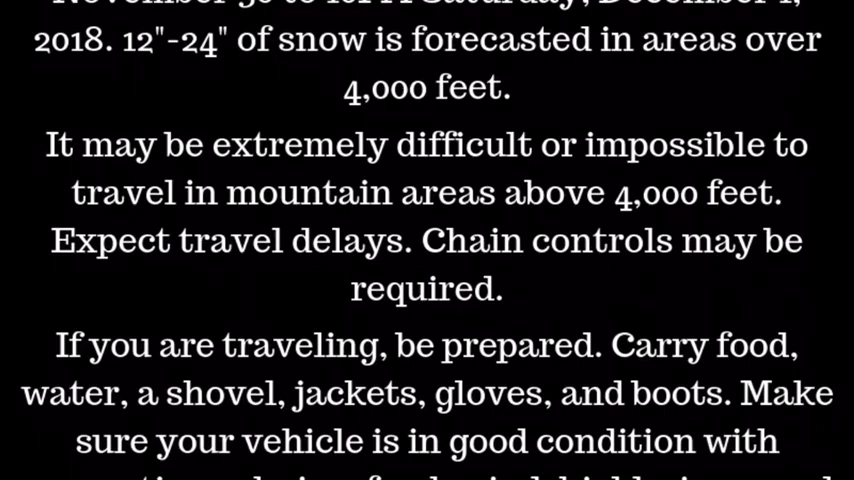 2018. 12"-24" of snow is forecasted in areas over
4,000 feet.
It may be extremely difficult or impossible to
travel in mountain areas above 4,000 feet.
Expect travel delays. Chain controls may be
required.
If you are traveling, be prepared. Carry food,
water, a shovel, jackets, gloves, and boots. Make
sure your vehicle is in good condition with